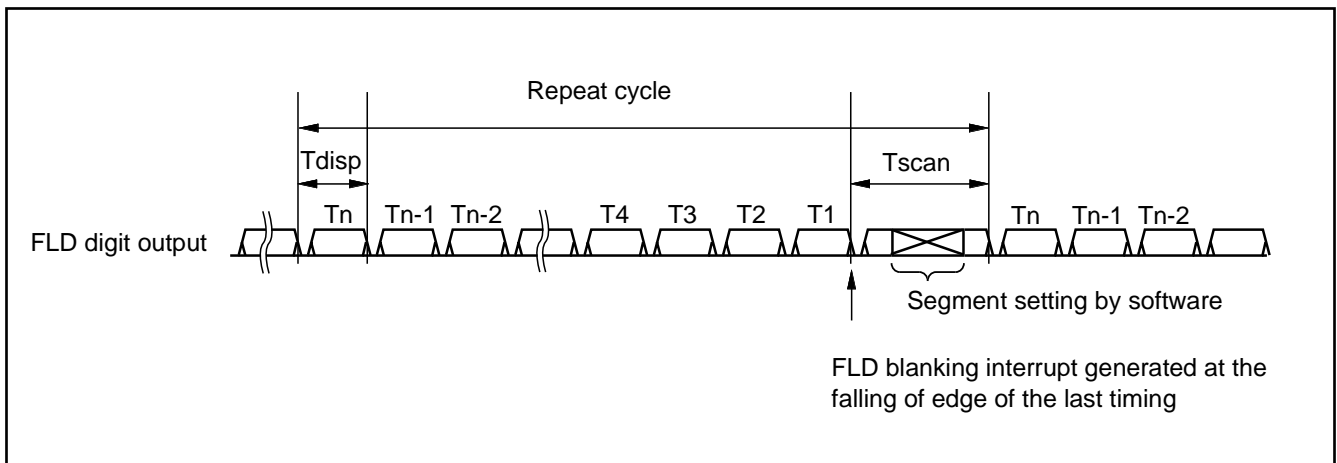 Repeat cycle
Tdisp
Tscan
Tn Tn-1 Tn-2 T4 T3 T2 T1 Tn Tn-1 Tn-2
FLD digit output
Segment setting by software
FLD blanking interrupt generated at the
falling of edge of the last timing